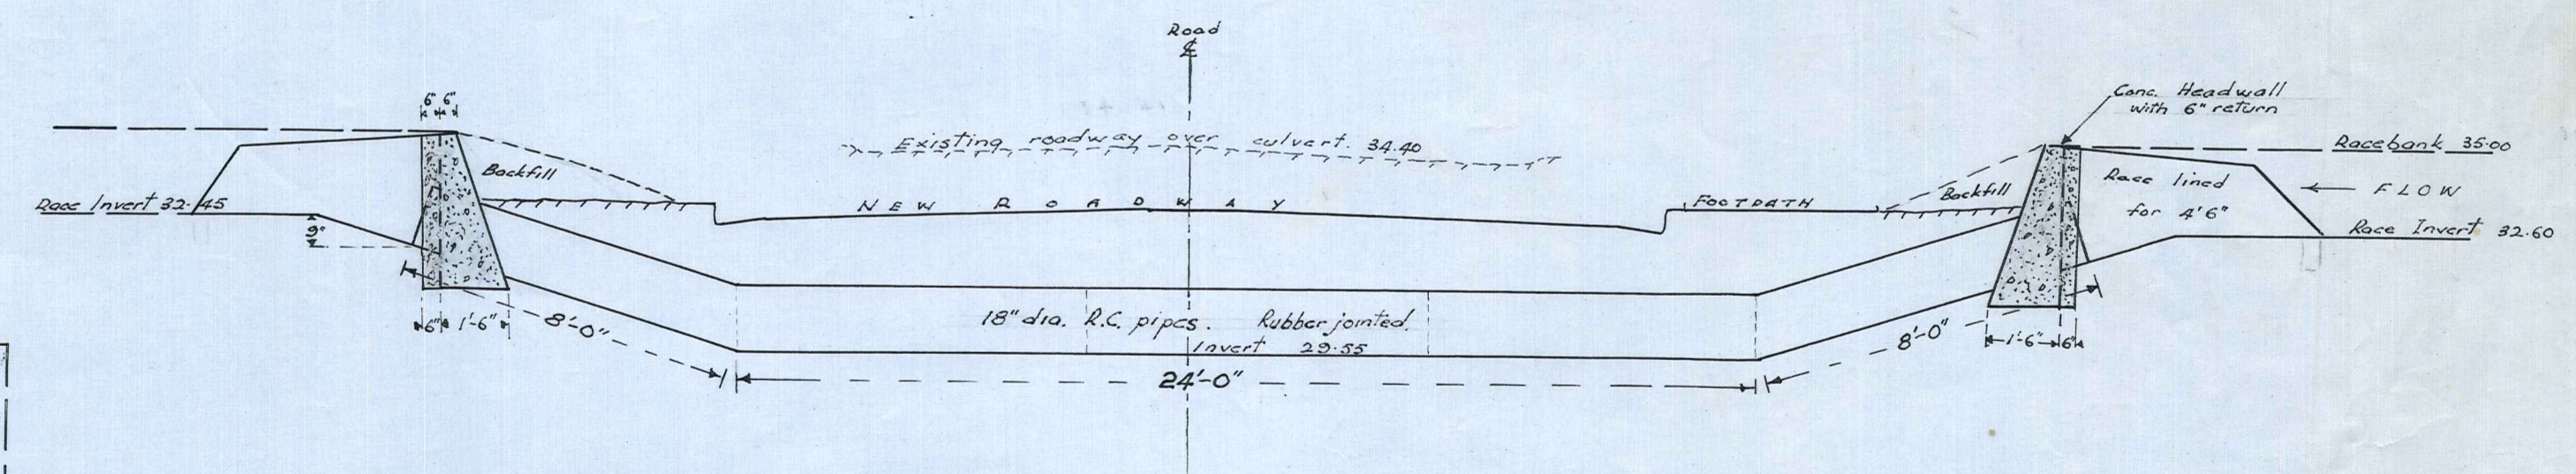 Road
℄
6" 6"
Conc. Headwall
with 6" return
Existing roadway over culvert. 34.40
Racebank 35.00
Backfill
Race lined
for 4'6"
FLOW
Backfill
Race Invert 32.45
NEW ROADWAY
FOOTPATH
Race Invert 32.60
9"
18" dia. R.C. pipes. Rubber jointed.
Invert 29.55
6" 1'-6"
8'-0"
24'-0"
8'-0"
1'-6" 6"